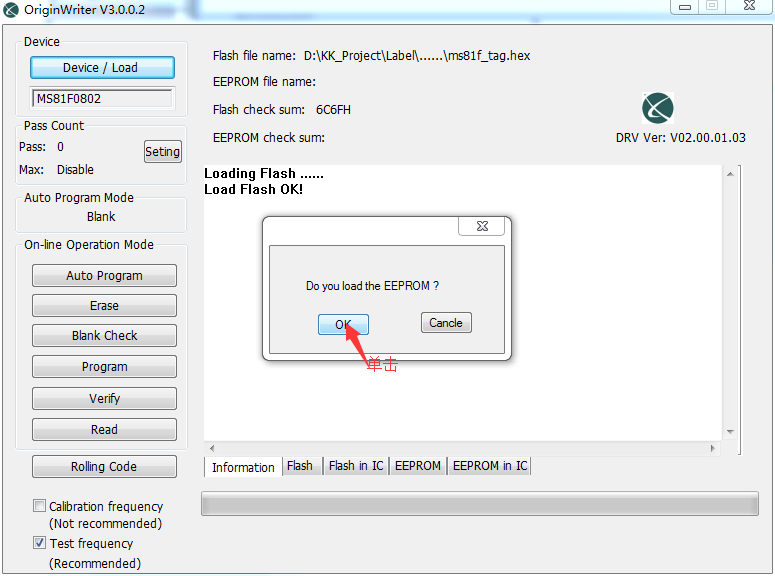 OriginWriter V3.0.0.2
Device
Device / Load
MS81F0802
Pass Count
Pass: 0
Seting
Max: Disable
Auto Program Mode
Blank
On-line Operation Mode
Auto Program
Erase
Blank Check
Program
Verify
Read
Rolling Code
Calibration frequency
(Not recommended)
Test frequency
(Recommended)
Flash file name: D:\KK_Project\Label\......\ms81f_tag.hex
EEPROM file name:
Flash check sum: 6C6FH
EEPROM check sum:
DRV Ver: V02.00.01.03
Loading Flash ......
Load Flash OK!
Do you load the EEPROM ?
OK
Cancle
单击
Information
Flash
Flash in IC
EEPROM
EEPROM in IC